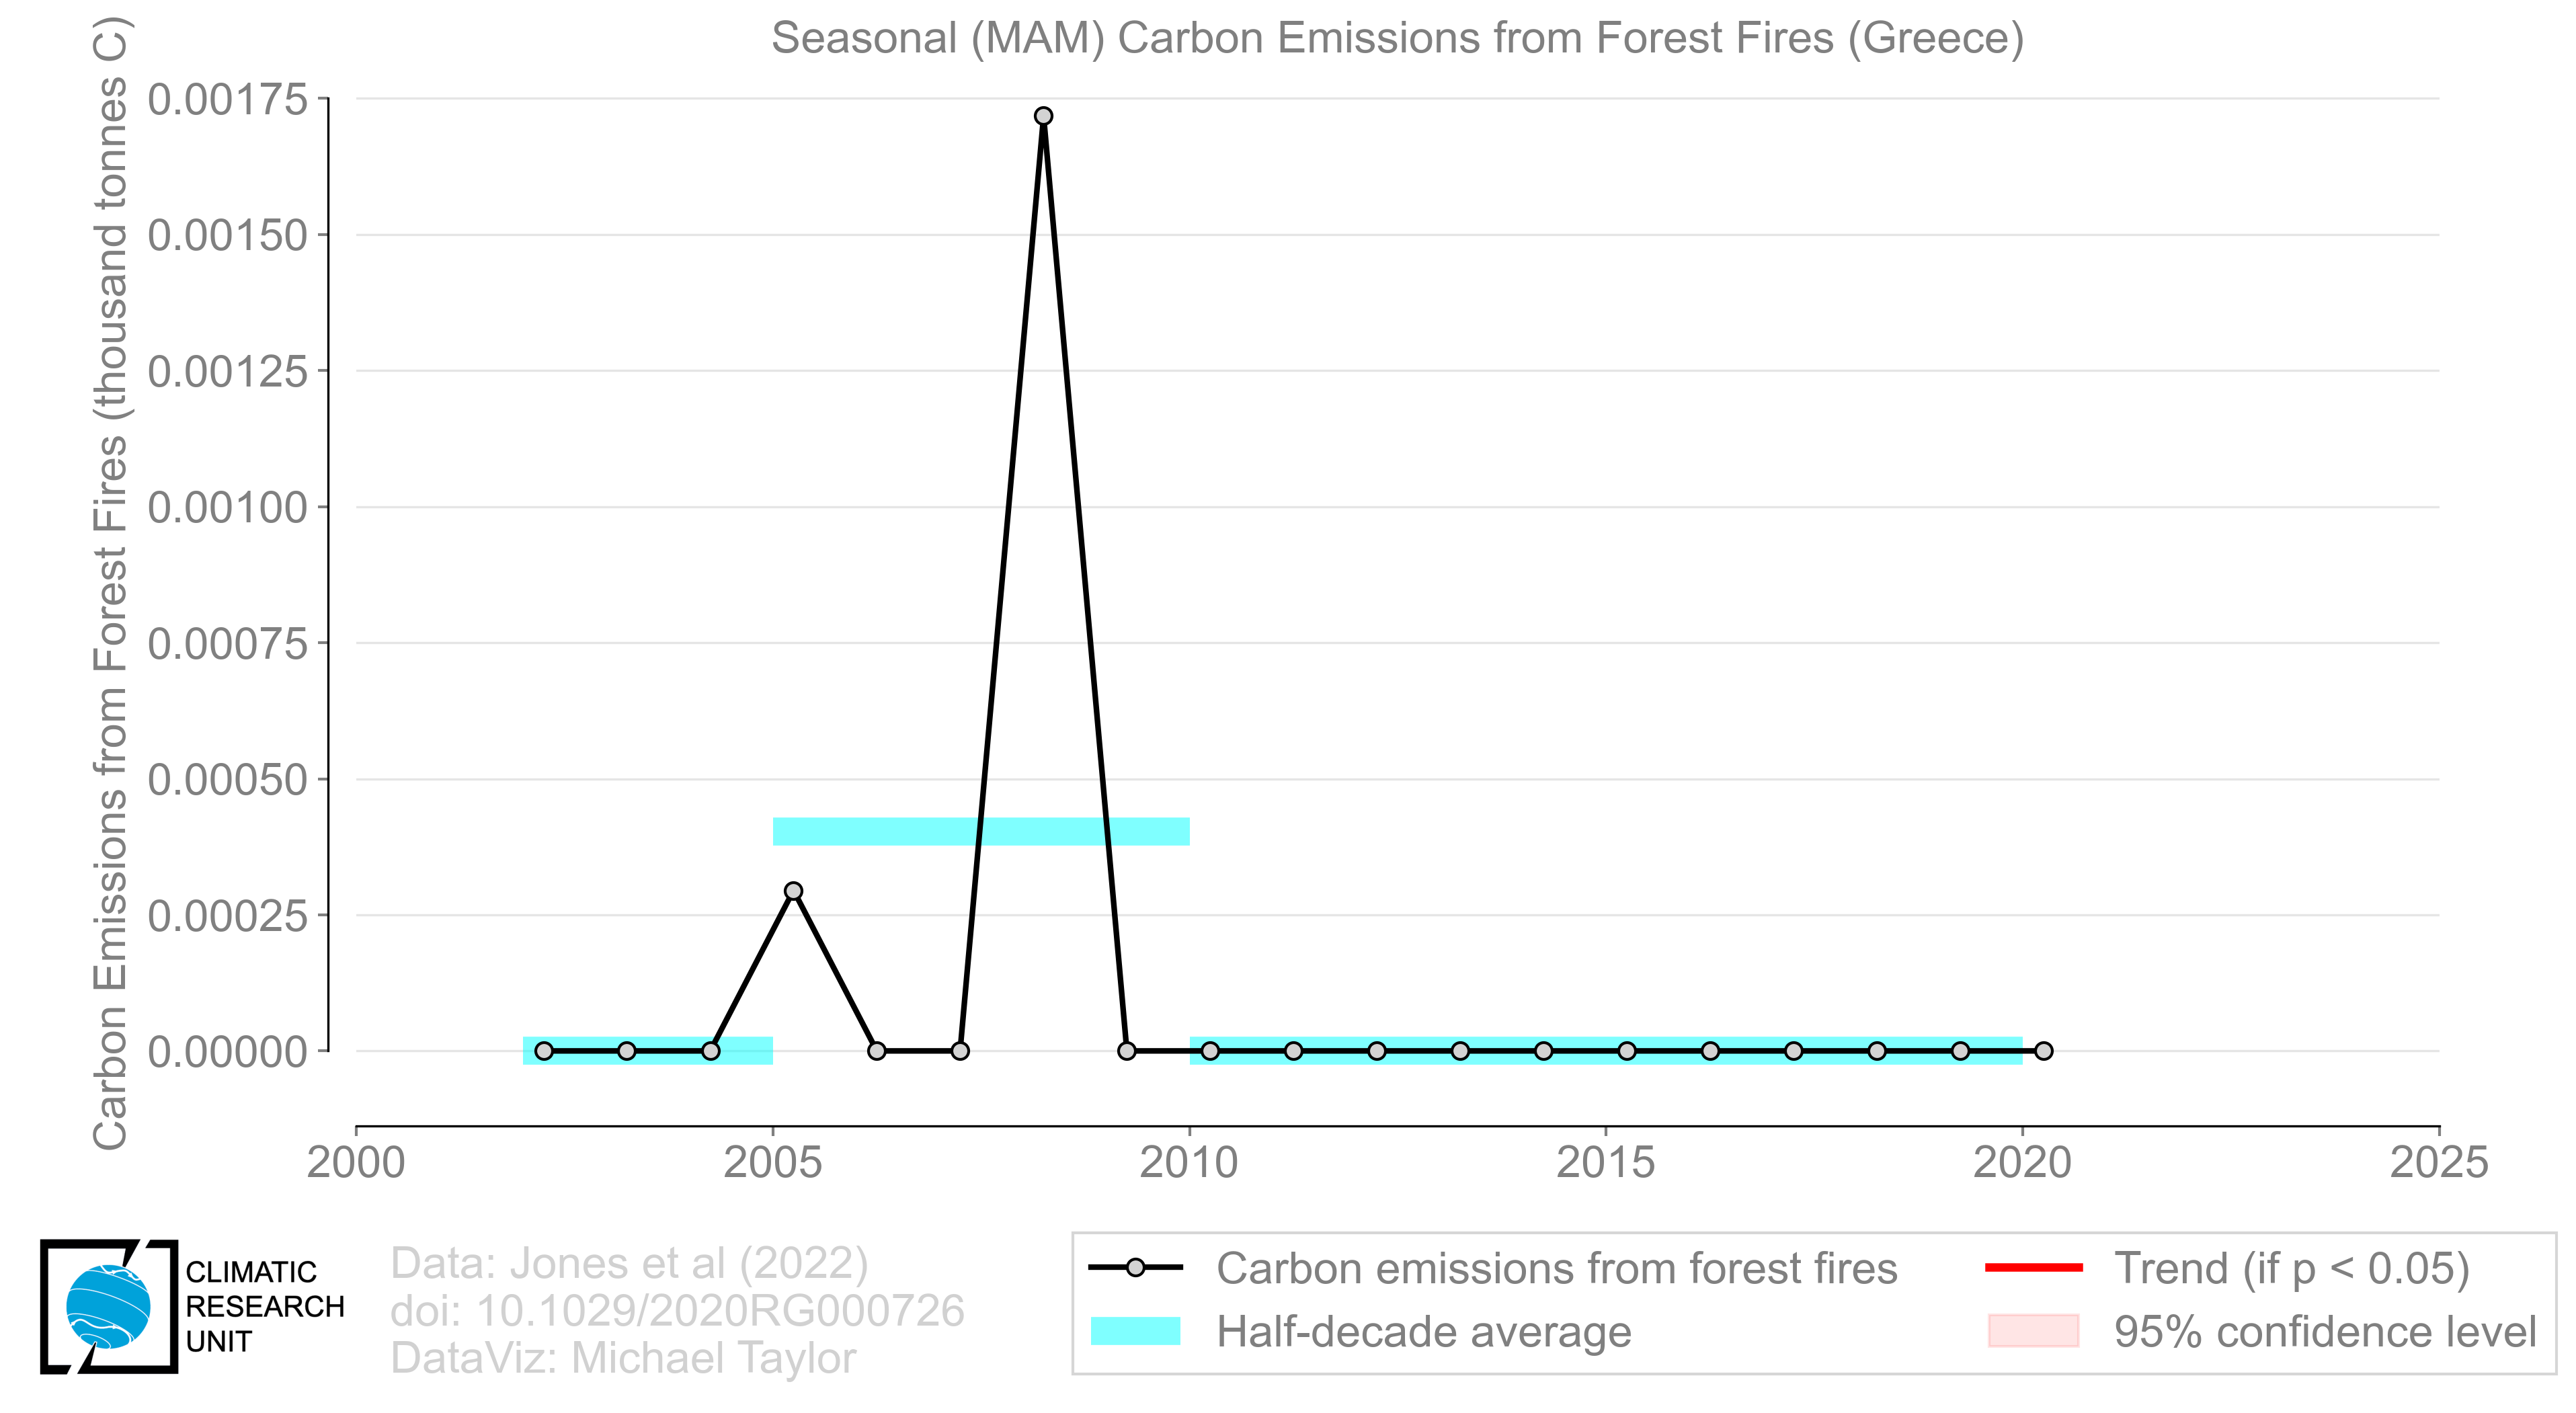 Seasonal (MAM) Carbon Emissions from Forest Fires (Greece)
Carbon Emissions from Forest Fires (thousand tonnes C)
0.00175
0.00150
0.00125
0.00100
0.00075
0.00050
0.00025
0.00000
2000
2005
2010
2015
2020
2025
CLIMATIC
RESEARCH
UNIT
Data: Jones et al (2022)
doi: 10.1029/2020RG000726
DataViz: Michael Taylor
Carbon emissions from forest fires
Half-decade average
Trend (if p < 0.05)
95% confidence level